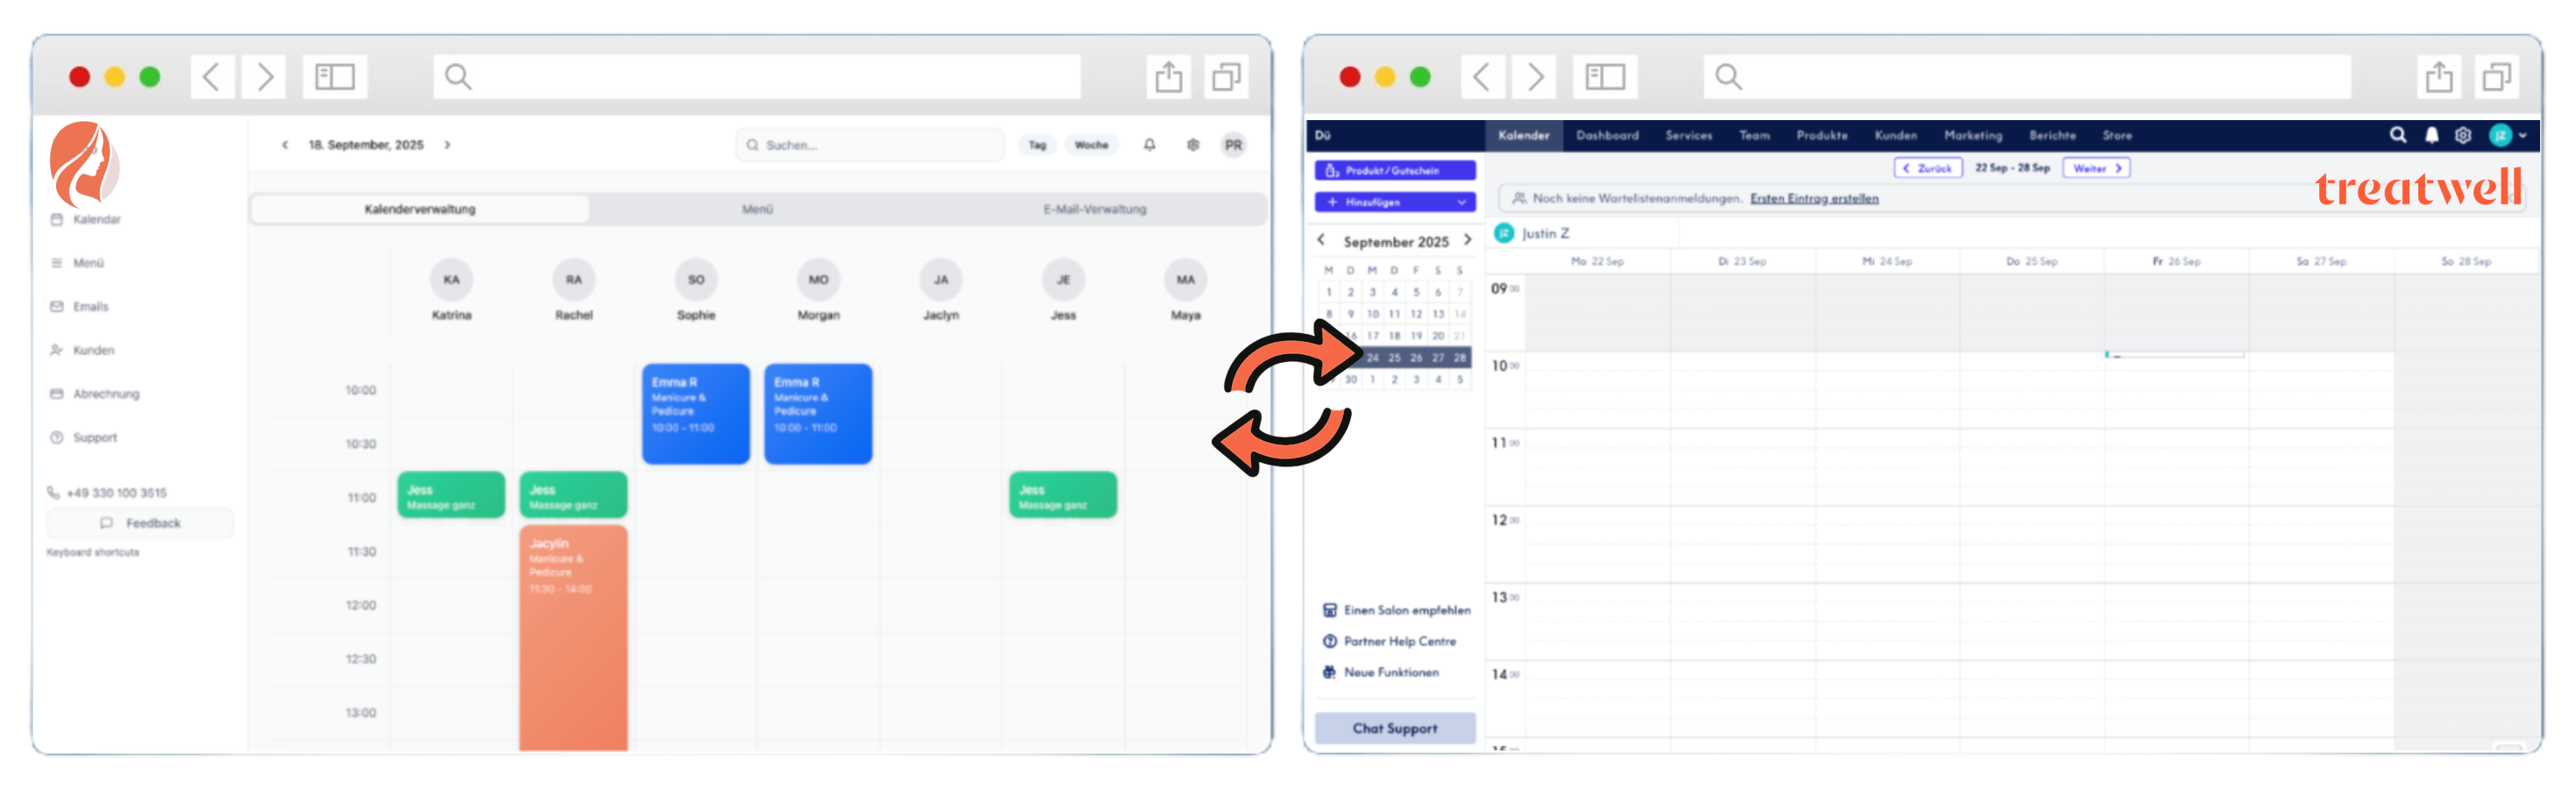 18. September, 2025
Suchen...
Tag
Woche
PR
Kalendar
Menü
Emails
Kunden
Abrechnung
Support
+49 330 100 3515
Feedback
Keyboard shortcuts
Kalenderverwaltung
Menü
E-Mail-Verwaltung
KA
RA
SO
MO
JA
JE
MA
Katrina
Rachel
Sophie
Morgan
Jaclyn
Jess
Maya
10:00
10:30
11:00
11:30
12:00
12:30
13:00
Emma R
Manicure &
Pedicure
10:00 - 11:00
Emma R
Manicure &
Pedicure
10:00 - 11:00
Jess
Massage ganz
Jess
Massage ganz
Jess
Massage ganz
Jacylin
Manicure &
Pedicure
11:30 - 14:00
Dü
Kalender
Dashboard
Services
Team
Produkte
Kunden
Marketing
Berichte
Store
JZ
Produkt/Gutschein
+ Hinzufügen
Zurück
22 Sep - 28 Sep
Weiter
treatwell
Noch keine Wartelistenanmeldungen. Ersten Eintrag erstellen
September 2025
M D M D F S S
1 2 3 4 5 6 7
8 9 10 11 12 13 14
16 17 18 19 20 21
24 25 26 27 28
30 1 2 3 4 5
JZ
Justin Z
Mo 22 Sep
Di 23 Sep
Mi 24 Sep
Do 25 Sep
Fr 26 Sep
Sa 27 Sep
So 28 Sep
09 00
10 00
11 00
12 00
13 00
14 00
Einen Salon empfehlen
Partner Help Centre
Neue Funktionen
Chat Support